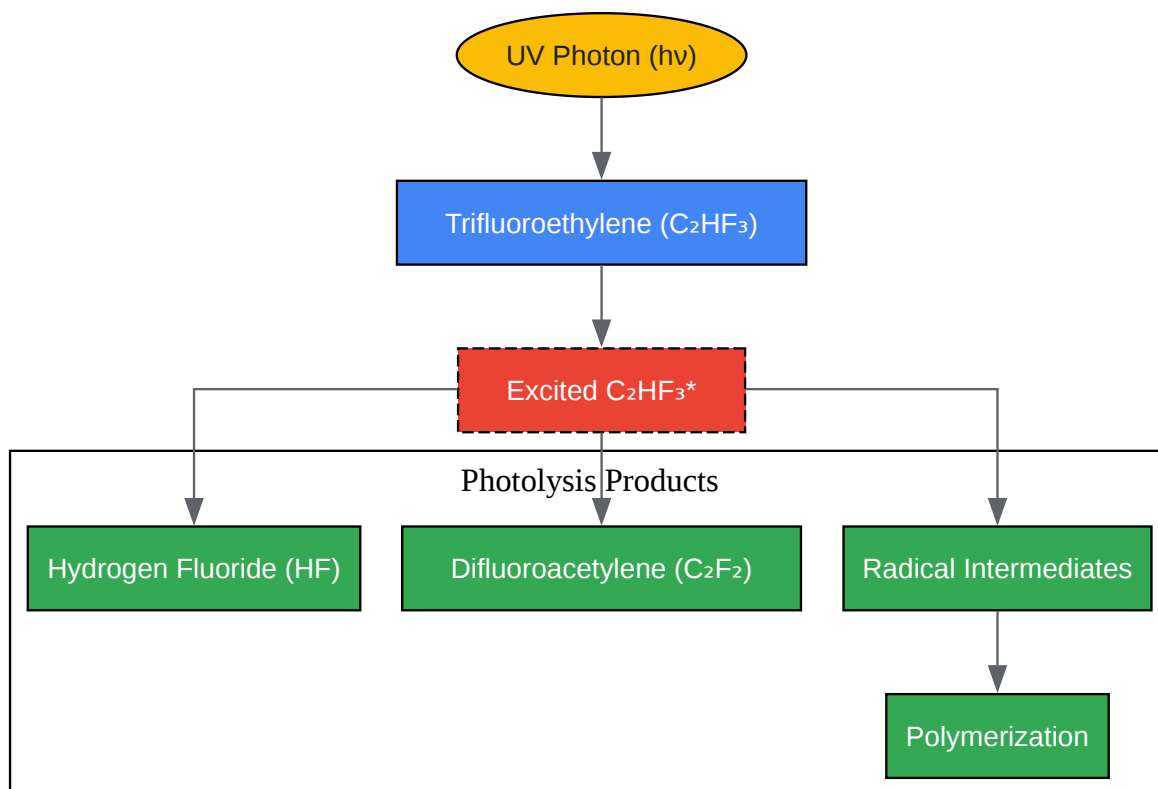 UV Photon (hν)
Trifluoroethylene (C₂HF₃)
Excited C₂HF₃*
Photolysis Products
Hydrogen Fluoride (HF)
Difluoroacetylene (C₂F₂)
Radical Intermediates
Polymerization